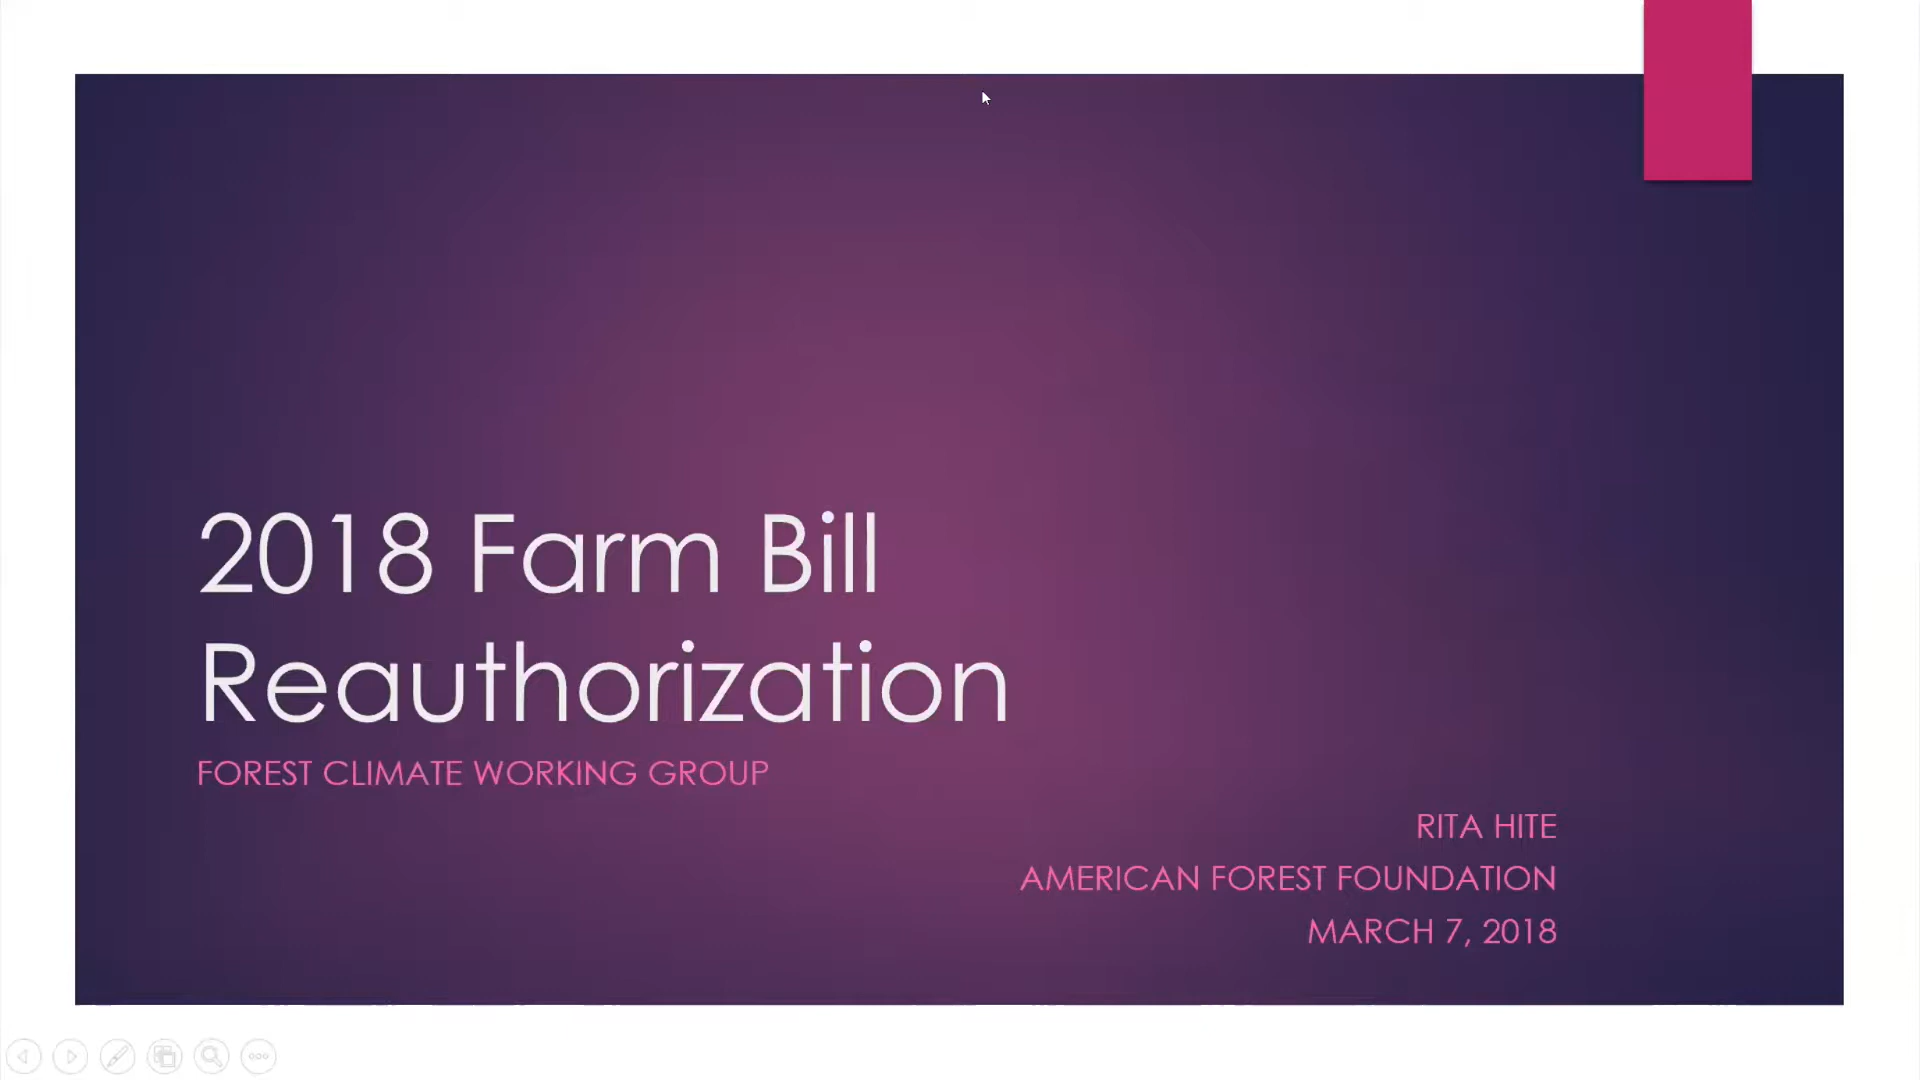 2018 Farm Bill
Reauthorization
FOREST CLIMATE WORKING GROUP
RITA HITE
AMERICAN FOREST FOUNDATION
MARCH 7, 2018